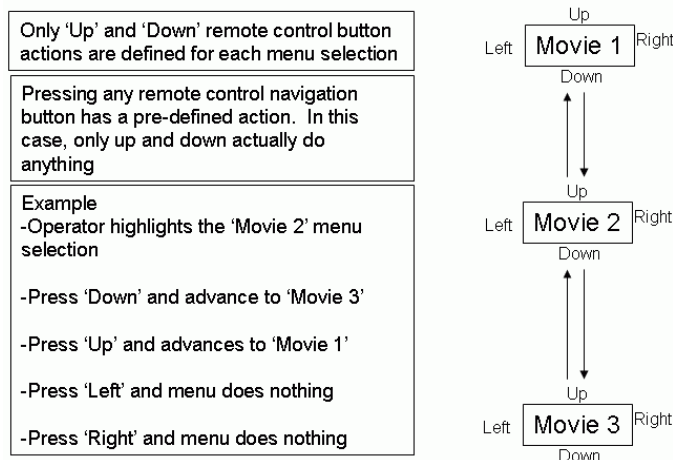 Only ‘Up’ and ‘Down’ remote control button
actions are defined for each menu selection
Pressing any remote control navigation
button has a pre-defined action.  In this
case, only up and down actually do
anything
Example
-Operator highlights the ‘Movie 2’ menu
selection
-Press ‘Down’ and advance to ‘Movie 3’
-Press ‘Up’ and advances to ‘Movie 1’
-Press ‘Left’ and menu does nothing
-Press ‘Right’ and menu does nothing
Up
Left Movie 1 Right
Down
Up
Left Movie 2 Right
Down
Up
Left Movie 3 Right
Down